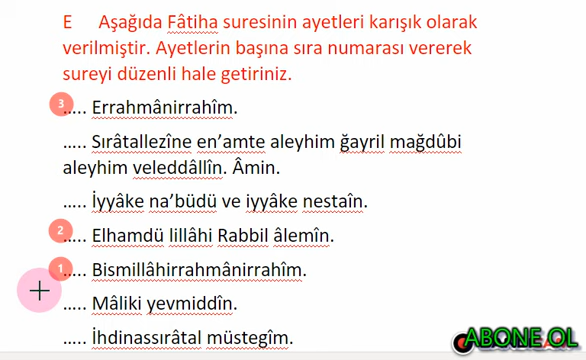 E Aşağıda Fâtiha suresinin ayetleri karışık olarak
verilmiştir. Ayetlerin başına sıra numarası vererek
sureyi düzenli hale getiriniz.
3 ..... Errahmânirrahîm.
..... Sırâtallezîne en’amte aleyhim ğayril mağdûbi
aleyhim veleddâllîn. Âmin.
..... İyyâke na’büdü ve iyyâke nestaîn.
2 ..... Elhamdü lillâhi Rabbil âlemîn.
1 ..... Bismillâhirrahmânirrahîm.
..... Mâliki yevmiddîn.
..... İhdinassırâtal müstegîm.
ABONE OL